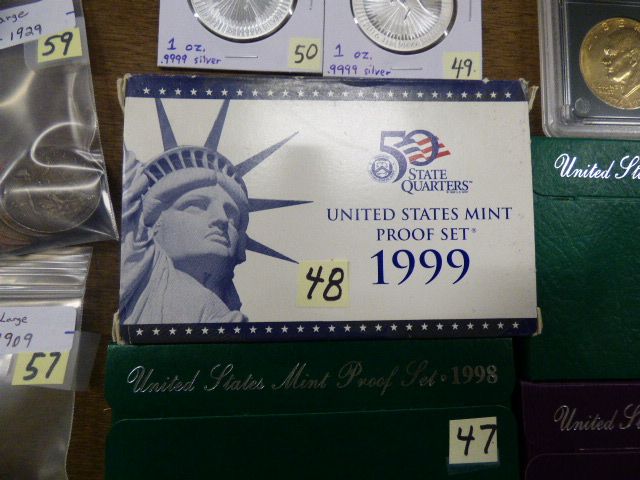 Large
1929
59
1 oz.
.9999 silver
50
1 oz.
.9999 silver
49
50
STATE
QUARTERS™
UNITED STATES MINT
PROOF SET®
1999
48
Large
1909
57
United States Mint Proof Set • 1998
47
United
United